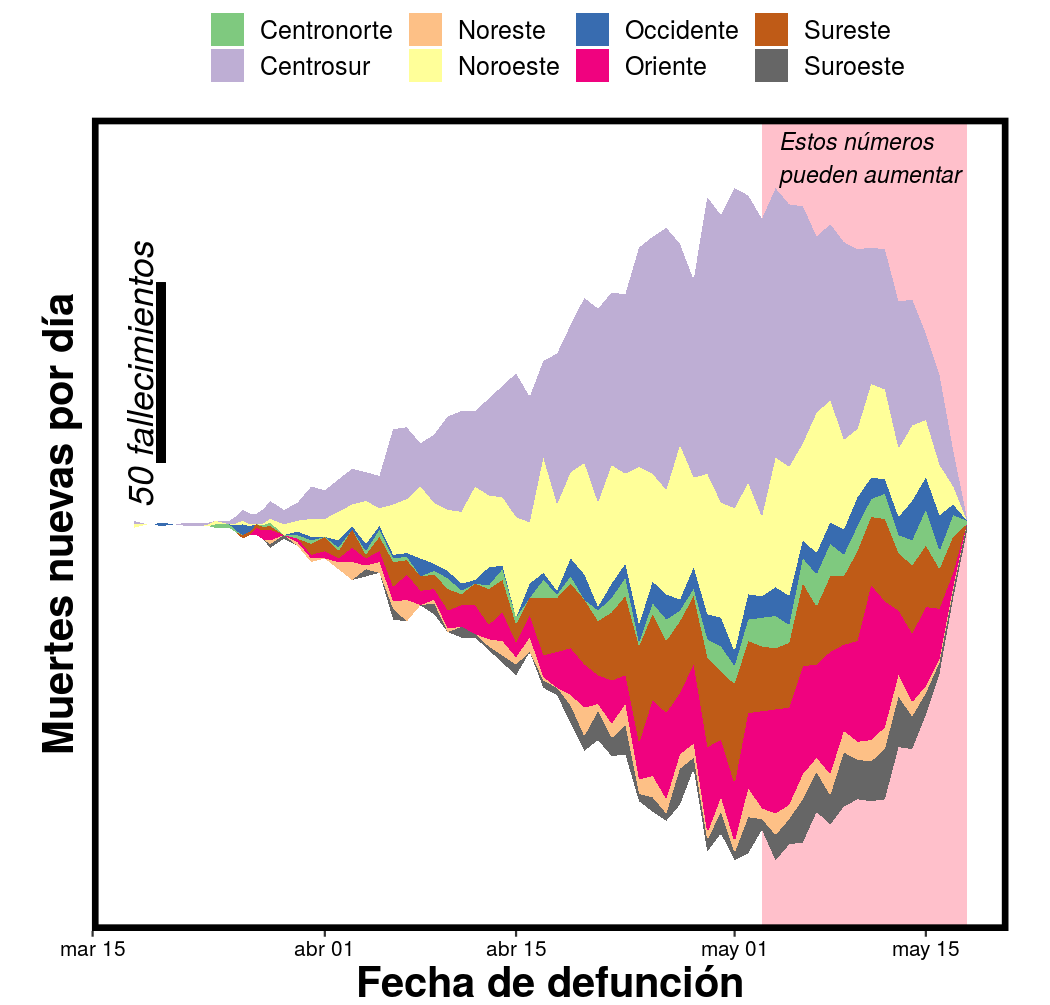 Centronorte Noreste Occidente Sureste
Centrosur Noroeste Oriente Suroeste
Estos números
pueden aumentar
50 fallecimientos
Muertes nuevas por día
mar 15 abr 01 abr 15 may 01 may 15
Fecha de defunción